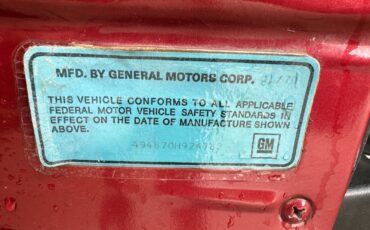 MFD. BY GENERAL MOTORS CORP.
THIS VEHICLE CONFORMS TO ALL APPLICABLE
FEDERAL MOTOR VEHICLE SAFETY STANDARDS IN
EFFECT ON THE DATE OF MANUFACTURE SHOWN
ABOVE.
GM